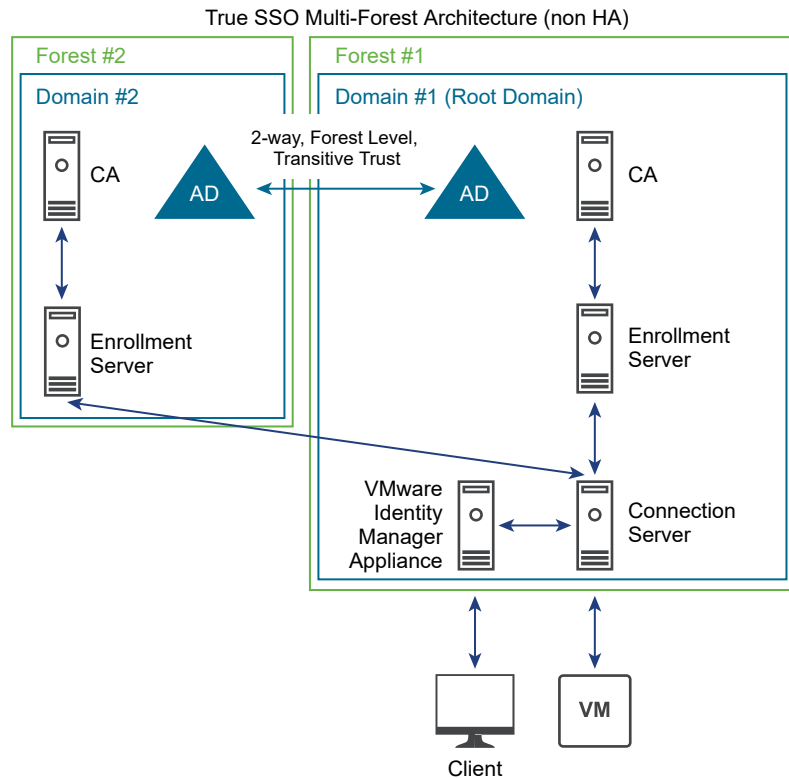 True SSO Multi-Forest Architecture (non HA)
Forest #2
Forest #1
Domain #2
Domain #1 (Root Domain)
2-way, Forest Level,
Transitive Trust
CA
AD
AD
CA
Enrollment
Server
Enrollment
Server
VMware
Identity
Manager
Appliance
Connection
Server
VM
Client